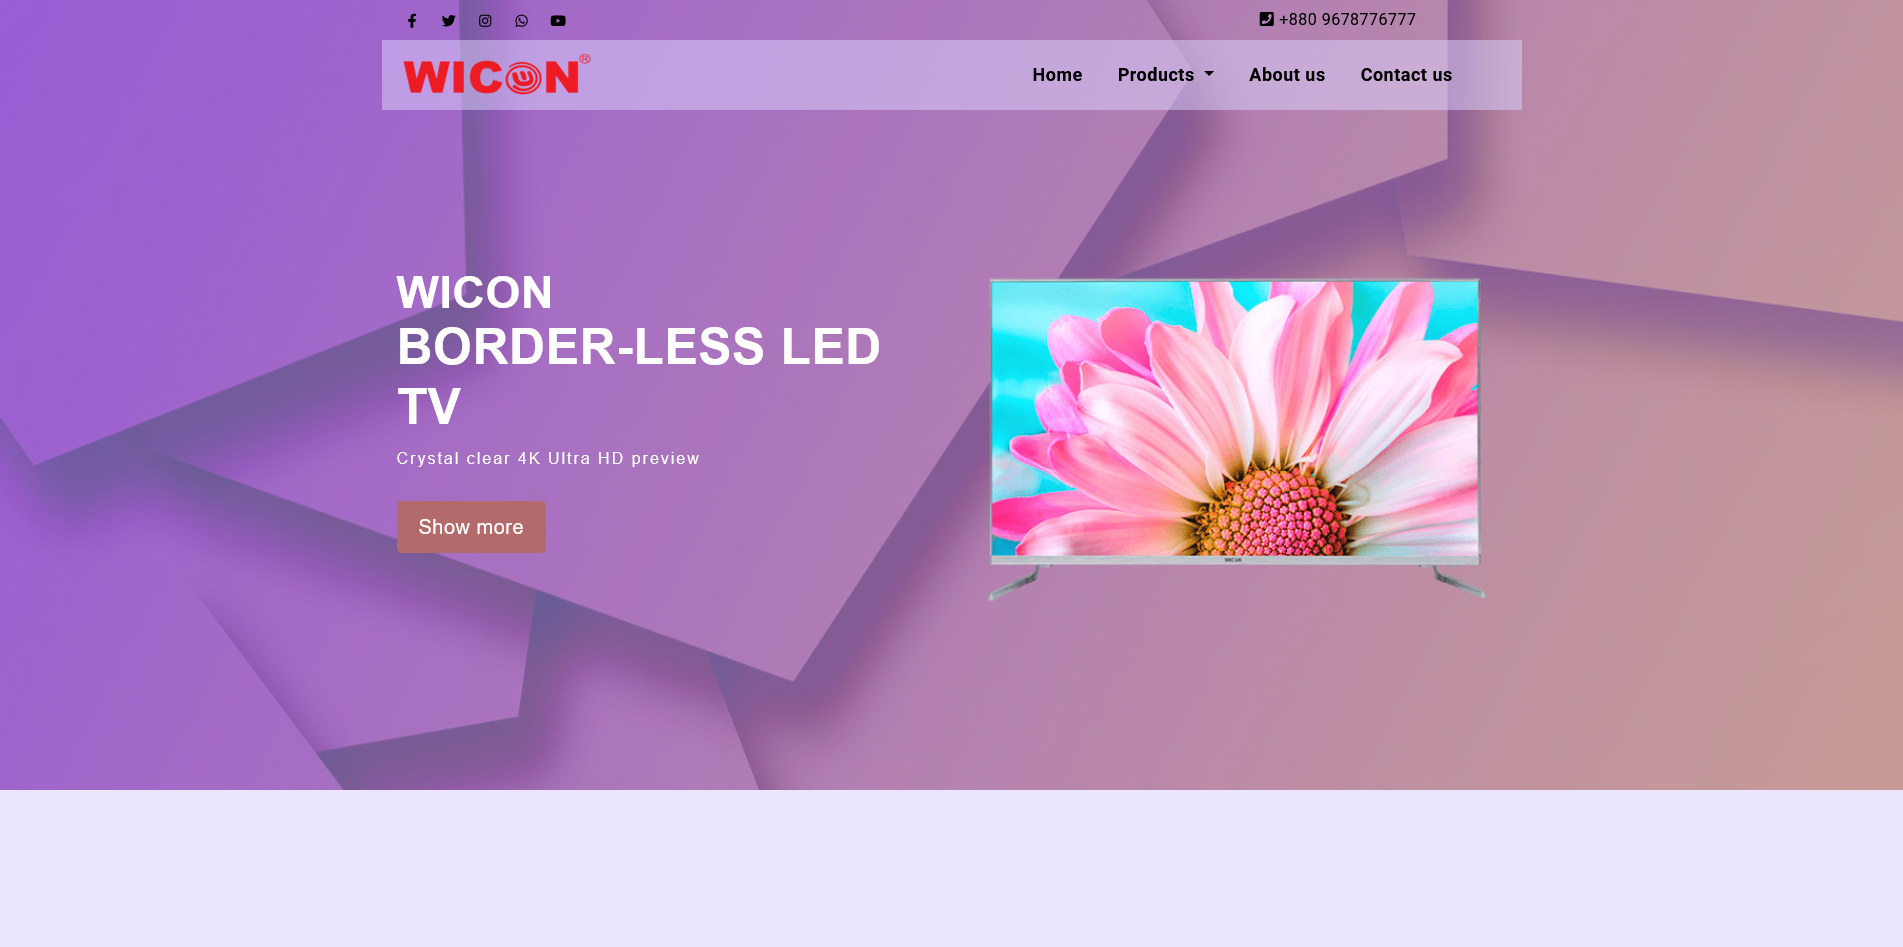 +880 9678776777
WICON®
Home Products About us Contact us
WICON
BORDER-LESS LED
TV
Crystal clear 4K Ultra HD preview
Show more
WICON